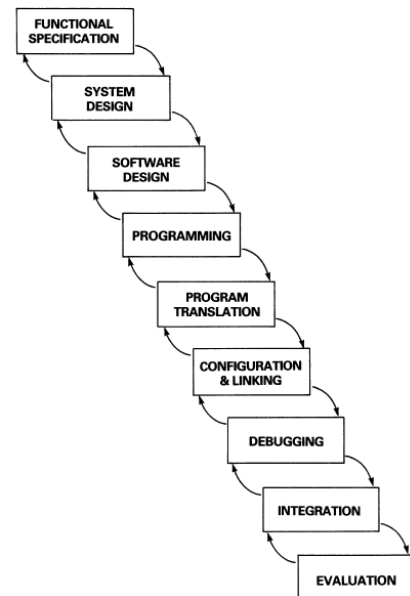 FUNCTIONAL
SPECIFICATION
SYSTEM
DESIGN
SOFTWARE
DESIGN
PROGRAMMING
PROGRAM
TRANSLATION
CONFIGURATION
& LINKING
DEBUGGING
INTEGRATION
EVALUATION